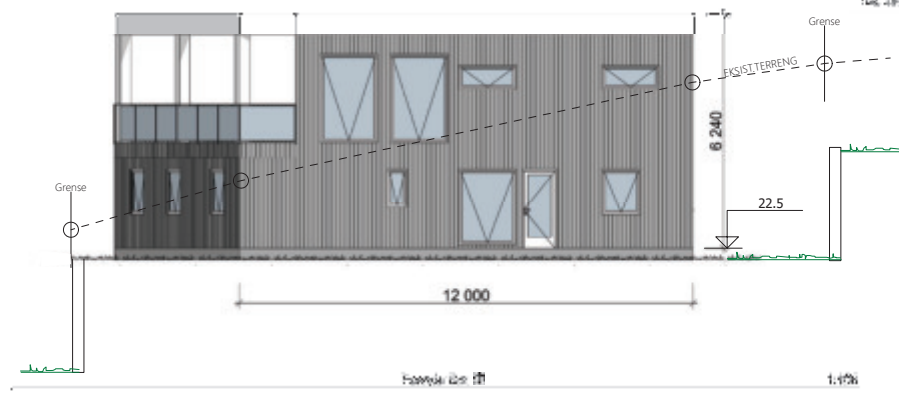 Grense
EKSIST.TERRENG
6 240
Grense
22.5
12 000